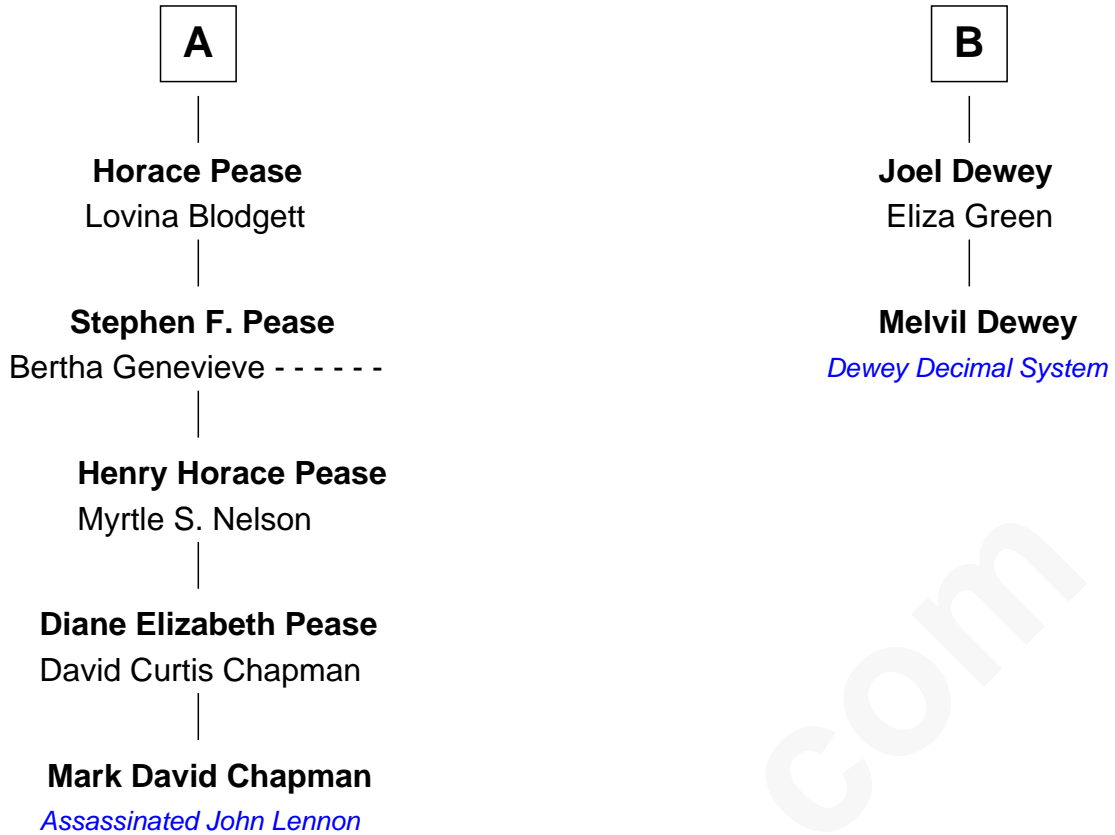 A
Horace Pease
Lovina Blodgett
Stephen F. Pease
Bertha Genevieve - - - - - -
Henry Horace Pease
Myrtle S. Nelson
Diane Elizabeth Pease
David Curtis Chapman
Mark David Chapman
Assassinated John Lennon
B
Joel Dewey
Eliza Green
Melvil Dewey
Dewey Decimal System
com